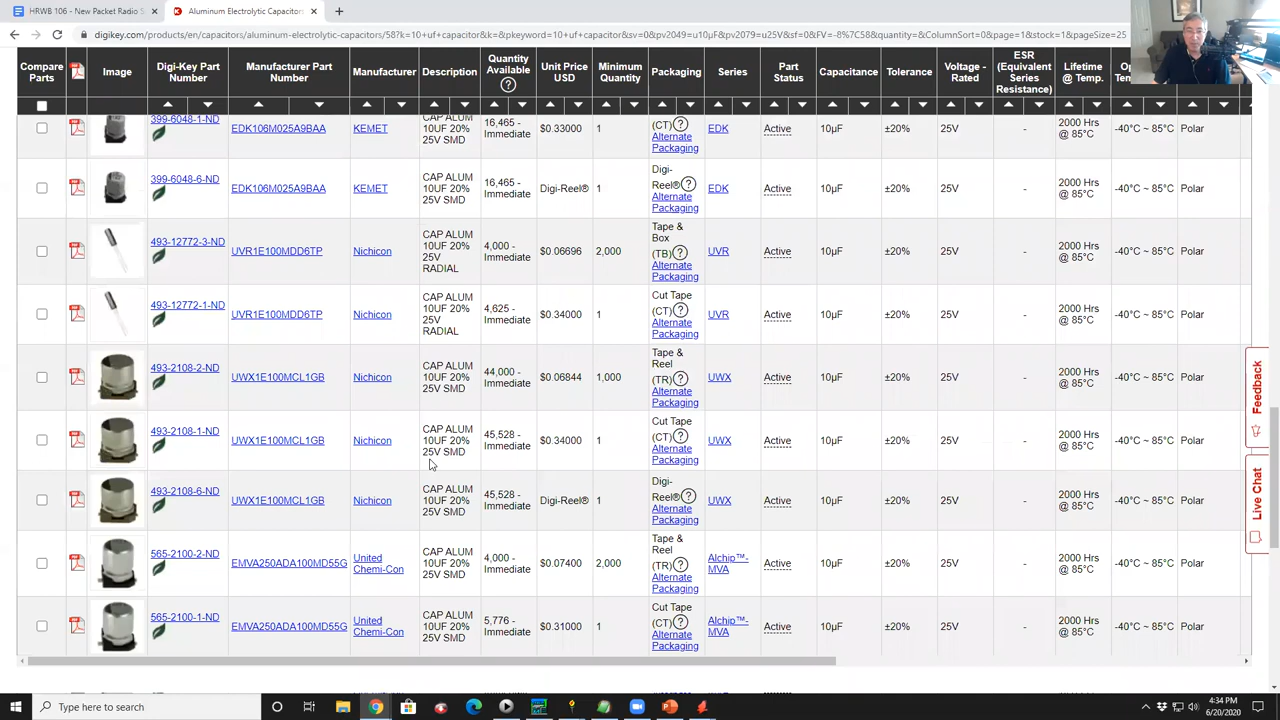 HRWB 106 - New Packet Radio S
Aluminum Electrolytic Capacitors
digikey.com/products/en/capacitors/aluminum-electrolytic-capacitors/58?k=10+uf+capacitor&k=&pkeyword=10+uf+capacitor&sv=0&pv2049=u10µF&pv2079=u25V&sf=0&FV=-8%7C58&quantity=&ColumnSort=0&page=1&stock=1&pageSize=25
Compare Parts Image Digi-Key Part Number Manufacturer Part Number Manufacturer Description Quantity Available ? Unit Price USD Minimum Quantity Packaging Series Part Status Capacitance Tolerance Voltage - Rated ESR (Equivalent Series Resistance) Lifetime @ Temp.
399-6048-1-ND EDK106M025A9BAA KEMET CAP ALUM 10UF 20% 25V SMD 16,465 - Immediate $0.33000 1 (CT) ? Alternate Packaging EDK Active 10µF ±20% 25V - 2000 Hrs @ 85°C -40°C ~ 85°C Polar
399-6048-6-ND EDK106M025A9BAA KEMET CAP ALUM 10UF 20% 25V SMD 16,465 - Immediate Digi-Reel® 1 Digi-Reel® ? Alternate Packaging EDK Active 10µF ±20% 25V - 2000 Hrs @ 85°C -40°C ~ 85°C Polar
493-12772-3-ND UVR1E100MDD6TP Nichicon CAP ALUM 10UF 20% 25V RADIAL 4,000 - Immediate $0.06696 2,000 Tape & Box (TB) ? Alternate Packaging UVR Active 10µF ±20% 25V - 2000 Hrs @ 85°C -40°C ~ 85°C Polar
493-12772-1-ND UVR1E100MDD6TP Nichicon CAP ALUM 10UF 20% 25V RADIAL 4,625 - Immediate $0.34000 1 Cut Tape (CT) ? Alternate Packaging UVR Active 10µF ±20% 25V - 2000 Hrs @ 85°C -40°C ~ 85°C Polar
493-2108-2-ND UWX1E100MCL1GB Nichicon CAP ALUM 10UF 20% 25V SMD 44,000 - Immediate $0.06844 1,000 Tape & Reel (TR) ? Alternate Packaging UWX Active 10µF ±20% 25V - 2000 Hrs @ 85°C -40°C ~ 85°C Polar
493-2108-1-ND UWX1E100MCL1GB Nichicon CAP ALUM 10UF 20% 25V SMD 45,528 - Immediate $0.34000 1 Cut Tape (CT) ? Alternate Packaging UWX Active 10µF ±20% 25V - 2000 Hrs @ 85°C -40°C ~ 85°C Polar
493-2108-6-ND UWX1E100MCL1GB Nichicon CAP ALUM 10UF 20% 25V SMD 45,528 - Immediate Digi-Reel® 1 Digi-Reel® ? Alternate Packaging UWX Active 10µF ±20% 25V - 2000 Hrs @ 85°C -40°C ~ 85°C Polar
565-2100-2-ND EMVA250ADA100MD55G United Chemi-Con CAP ALUM 10UF 20% 25V SMD 4,000 - Immediate $0.07400 2,000 Tape & Reel (TR) ? Alternate Packaging Alchip™-MVA Active 10µF ±20% 25V - 2000 Hrs @ 85°C -40°C ~ 85°C Polar
565-2100-1-ND EMVA250ADA100MD55G United Chemi-Con CAP ALUM 10UF 20% 25V SMD 5,776 - Immediate $0.31000 1 Cut Tape (CT) ? Alternate Packaging Alchip™-MVA Active 10µF ±20% 25V - 2000 Hrs @ 85°C -40°C ~ 85°C Polar
Feedback
Live Chat
Type here to search
4:34 PM
6/20/2020